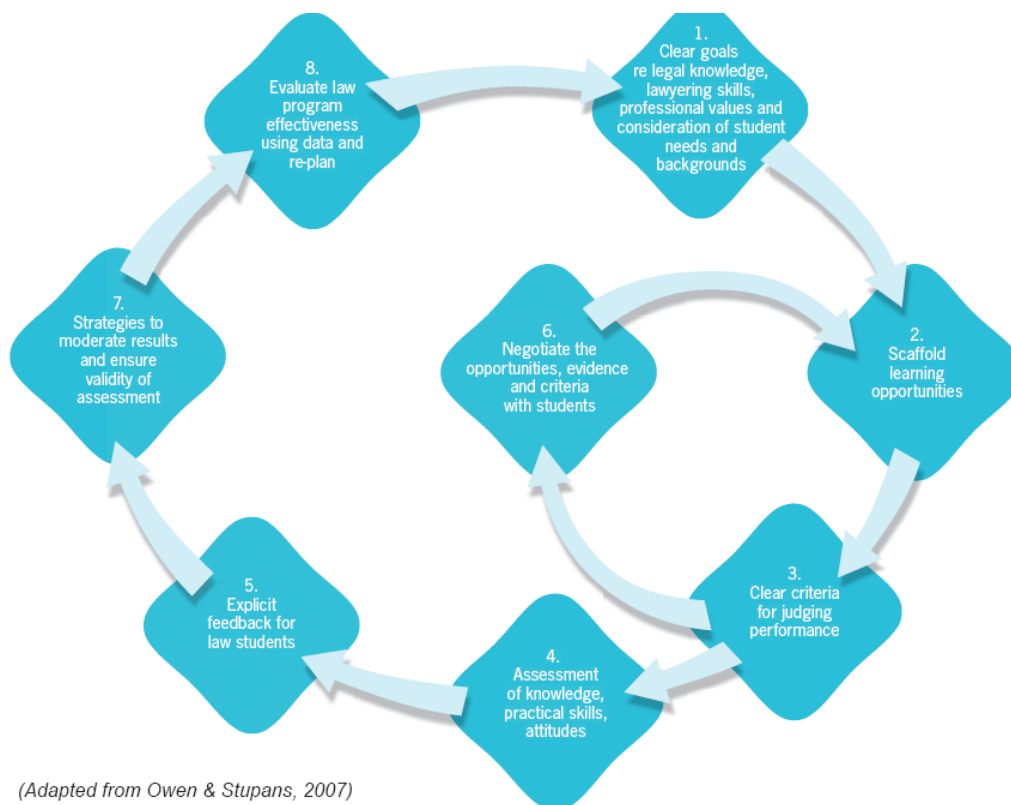 1.
Clear goals
re legal knowledge,
lawyering skills,
professional values and
consideration of student
needs and
backgrounds
2.
Scaffold
learning
opportunities
3.
Clear criteria
for judging
performance
4.
Assessment
of knowledge,
practical skills,
attitudes
5.
Explicit
feedback for
law students
6.
Negotiate the
opportunities, evidence
and criteria
with students
7.
Strategies to
moderate results
and ensure
validity of
assessment
8.
Evaluate law
program
effectiveness
using data
and re-plan
(Adapted from Owen & Stupans, 2007)